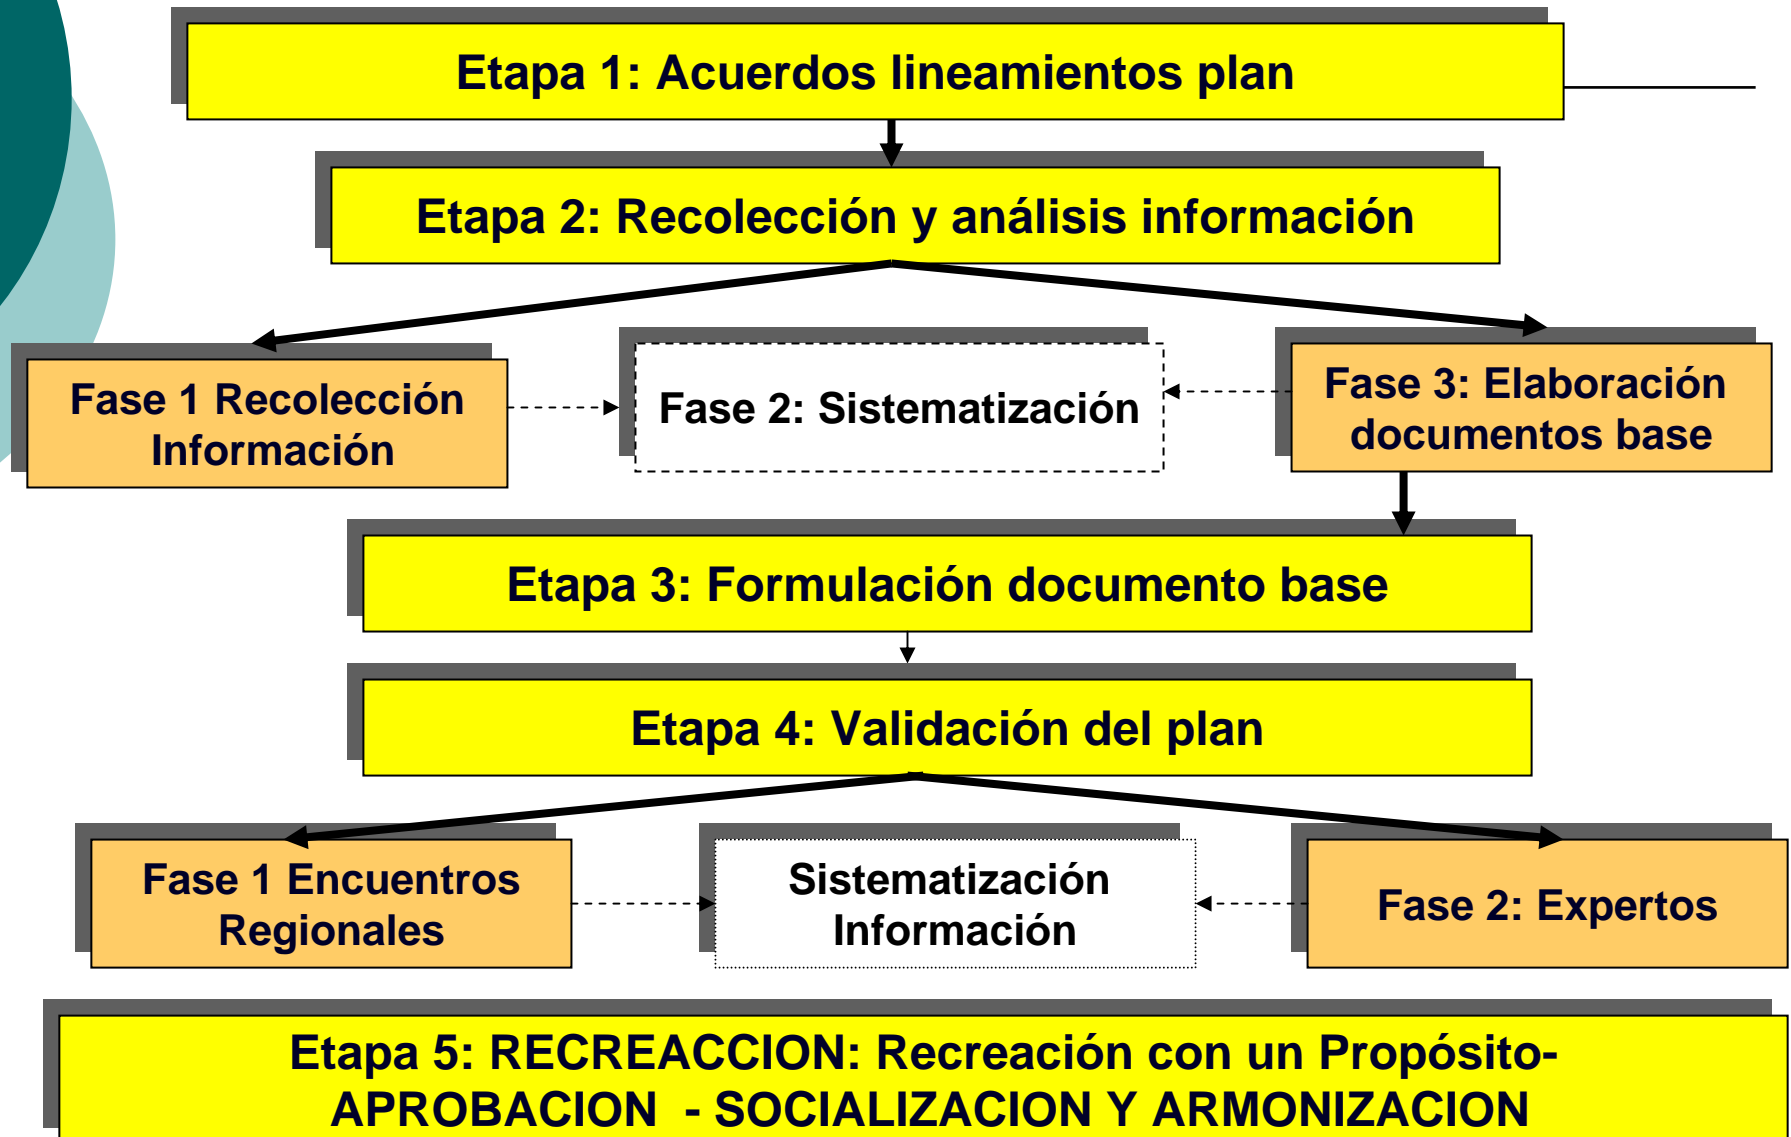 Etapa 1: Acuerdos lineamientos plan
Etapa 2: Recolección y análisis información
Fase 1 Recolección
Información
Fase 2: Sistematización
Fase 3: Elaboración
documentos base
Etapa 3: Formulación documento base
Etapa 4: Validación del plan
Fase 1 Encuentros
Regionales
Sistematización
Información
Fase 2: Expertos
Etapa 5: RECREACCION: Recreación con un Propósito-
APROBACION - SOCIALIZACION Y ARMONIZACION